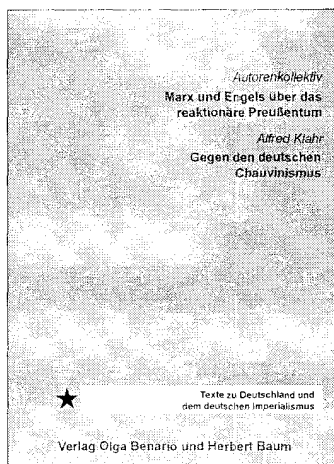 Autorenkollektiv
Marx und Engels über das
reaktionäre Preußentum
Alfred Klahr
Gegen den deutschen
Chauvinismus
Texte zu Deutschland und
dem deutschen Imperialismus
Verlag Olga Benario und Herbert Baum